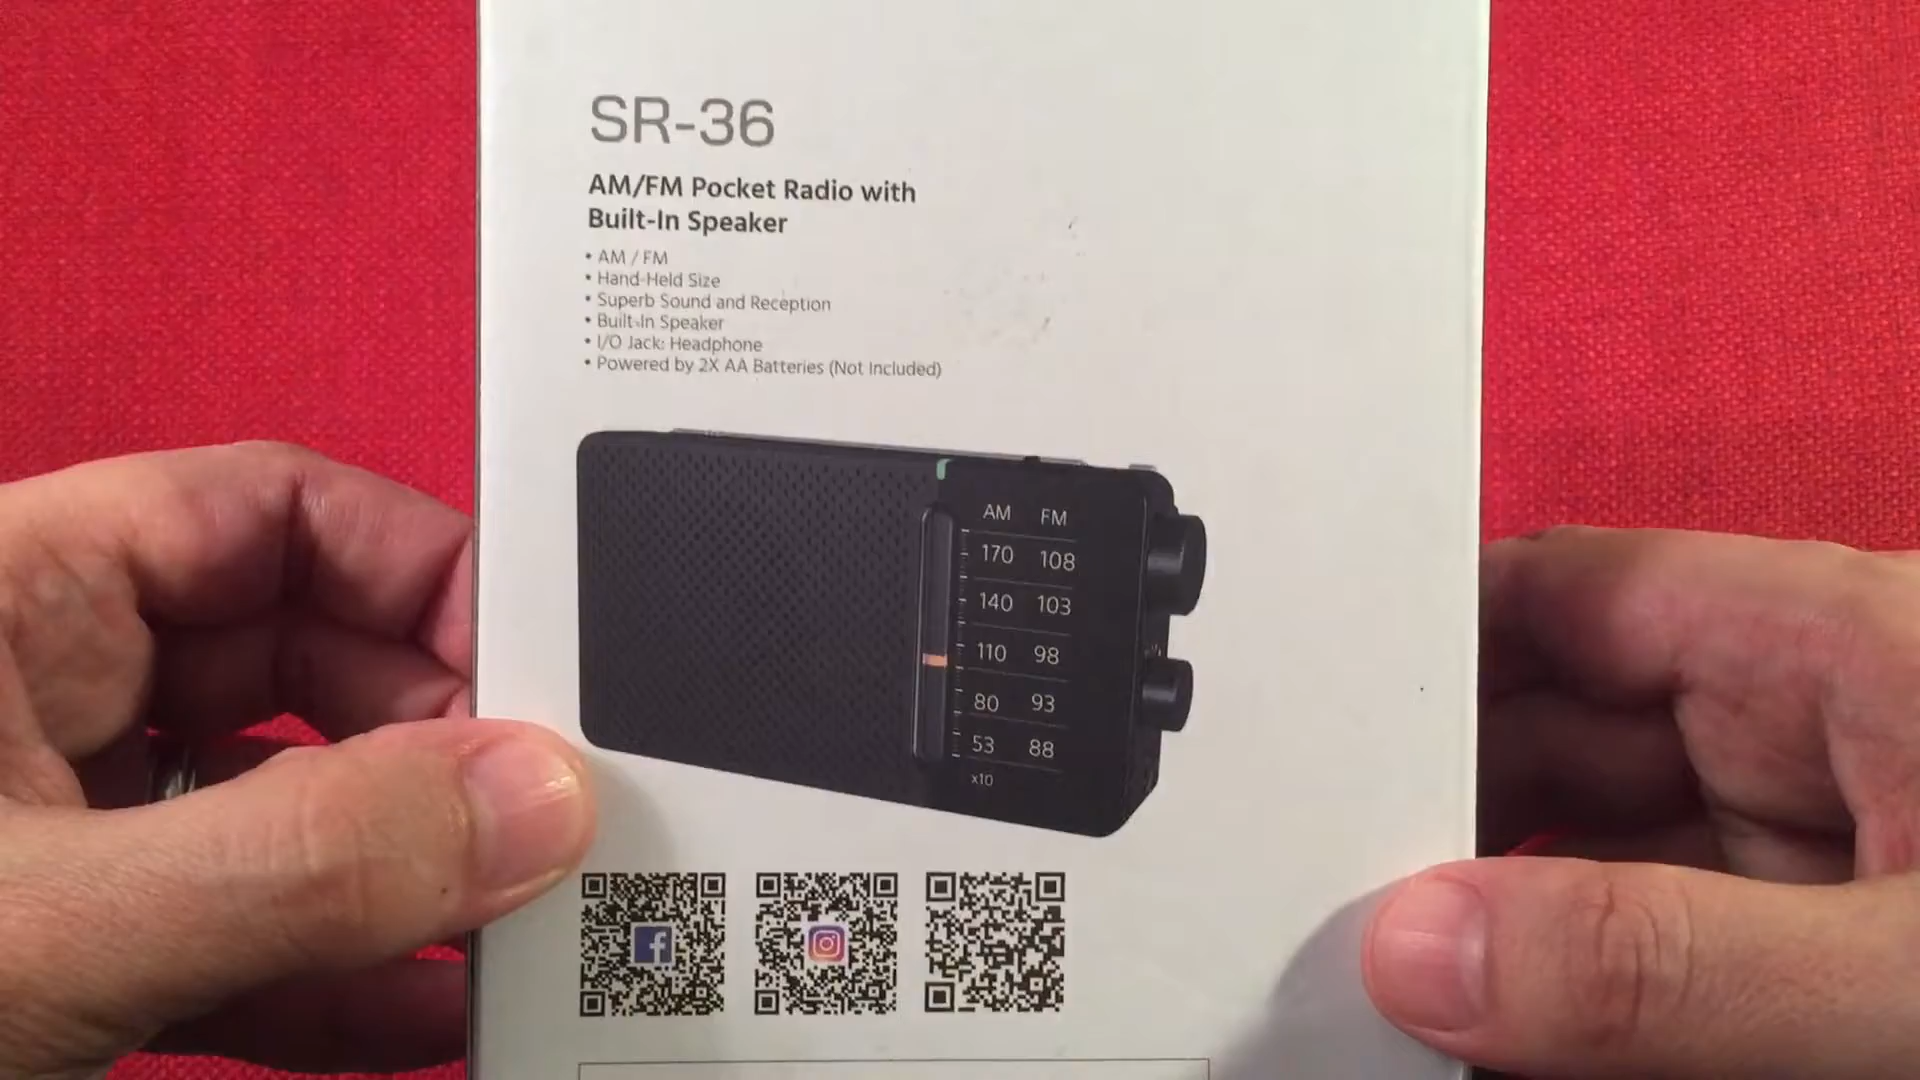 SR-36
AM/FM Pocket Radio with
Built-In Speaker
• AM / FM
• Hand-Held Size
• Superb Sound and Reception
• Built-In Speaker
• I/O Jack: Headphone
• Powered by 2X AA Batteries (Not Included)
AM FM
170 108
140 103
110 98
80 93
53 88
x10